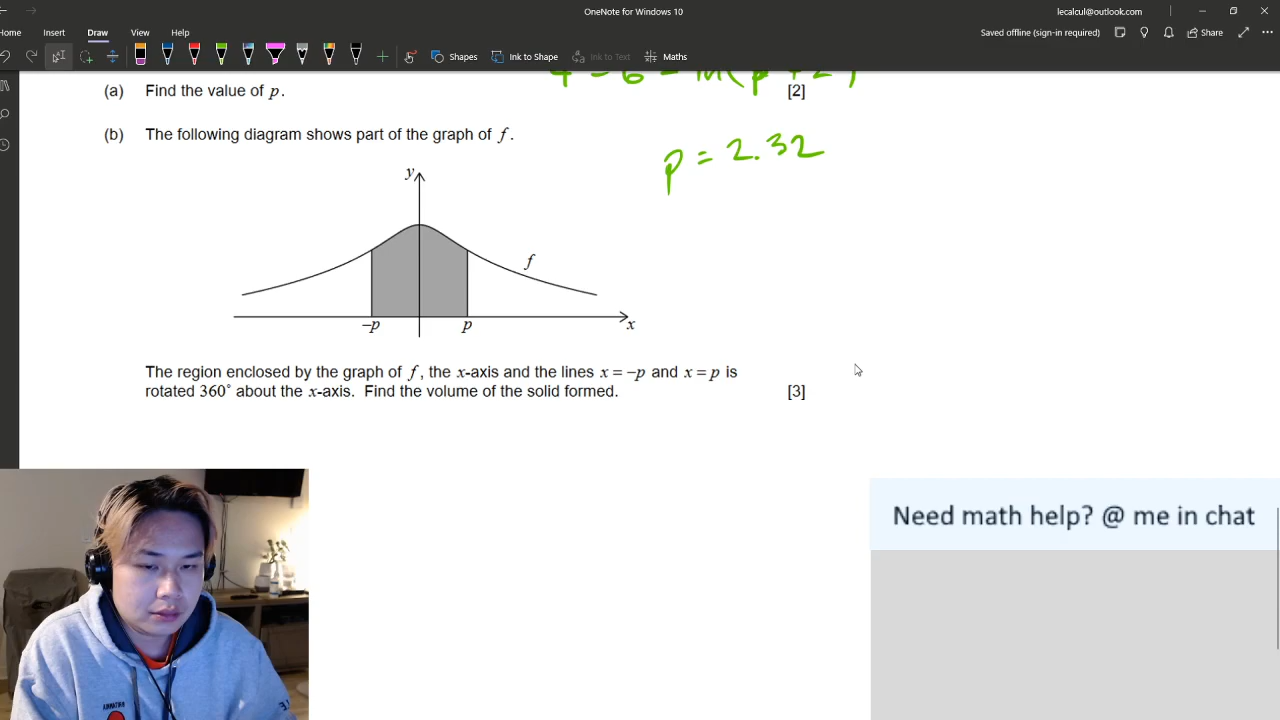 OneNote for Windows 10
lecalcul@outlook.com
Home Insert Draw View Help
Saved offline (sign-in required)
Share
Shapes Ink to Shape Ink to Text Maths
(a) Find the value of p. [2]
(b) The following diagram shows part of the graph of f.
p = 2.32
y
f
-p p x
The region enclosed by the graph of f, the x-axis and the lines x = −p and x = p is
rotated 360° about the x-axis. Find the volume of the solid formed. [3]
Need math help? @ me in chat